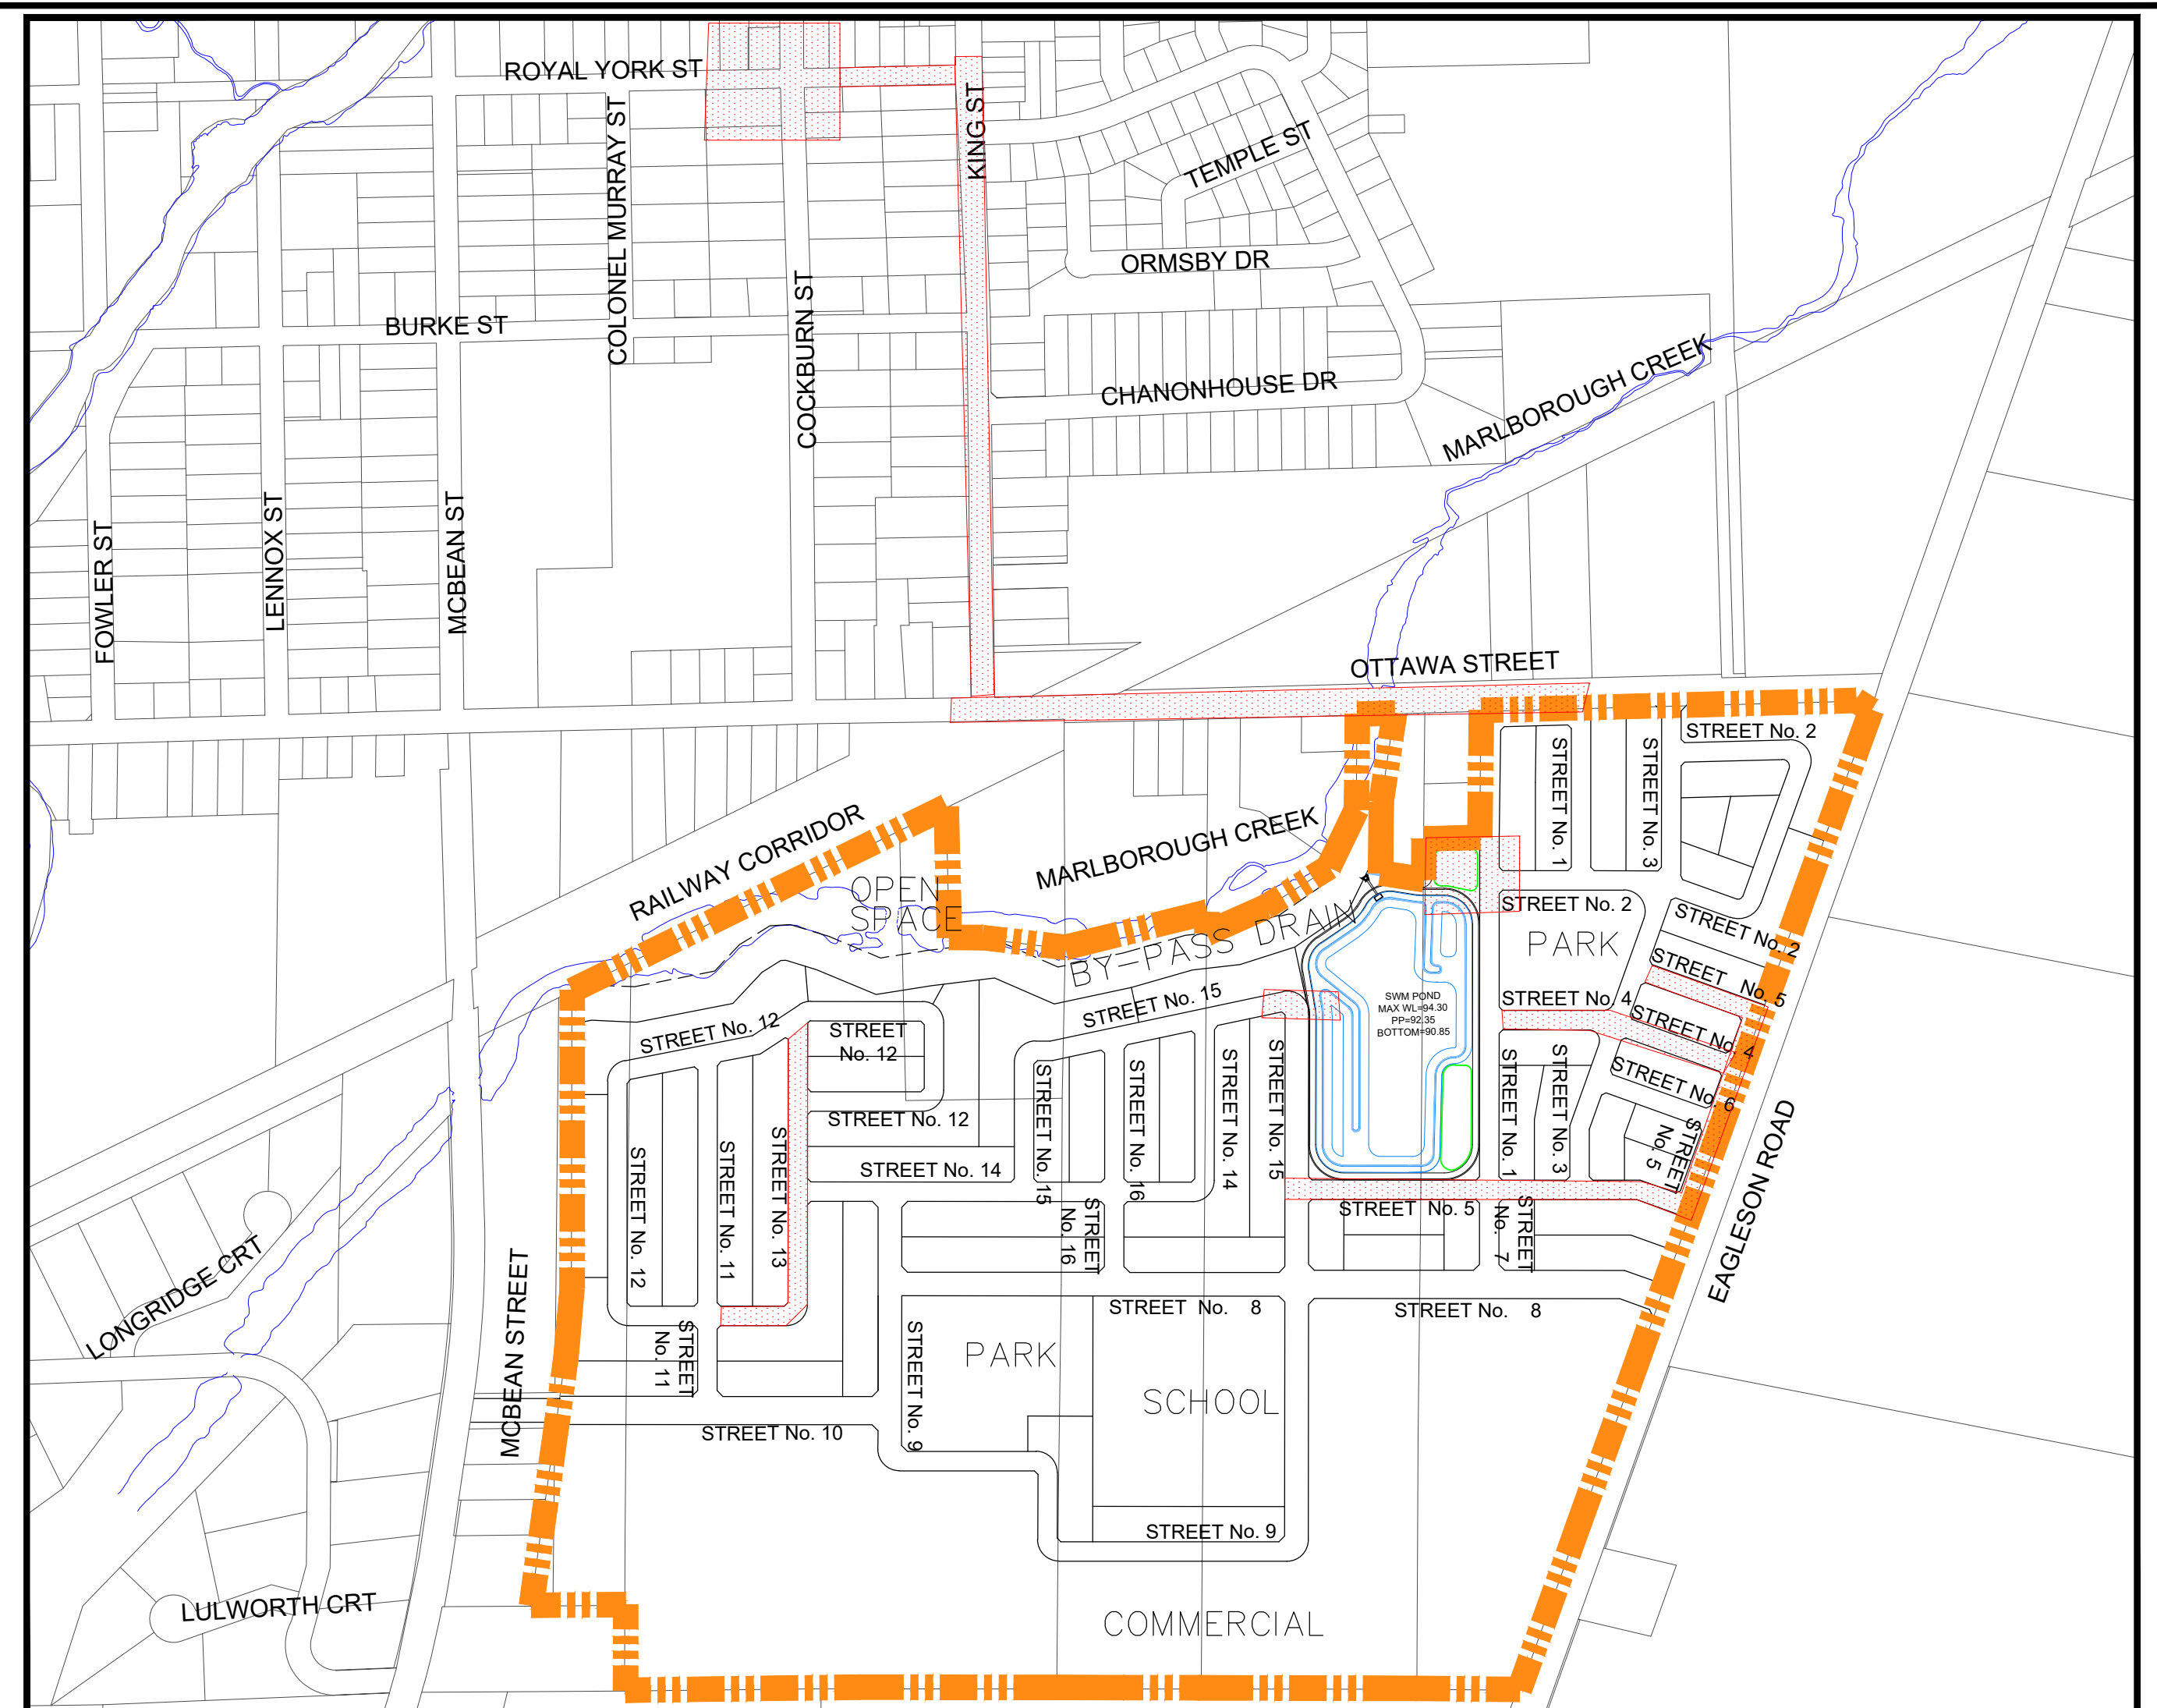 ROYAL YORK ST
KING ST
COLONEL MURRAY ST
TEMPLE ST
ORMSBY DR
BURKE ST
COCKBURN ST
CHANONHOUSE DR
MARLBOROUGH CREEK
FOWLER ST
LENNOX ST
MCBEAN ST
OTTAWA STREET
STREET No. 2
STREET No. 1
STREET No. 3
RAILWAY CORRIDOR
MARLBOROUGH CREEK
OPEN
SPACE
BY-PASS DRAIN
STREET No. 2
PARK
STREET No. 2
STREET No. 5
STREET No. 4
STREET No. 4
STREET No. 6
SWM POND
MAX WL=94.30
PP=92.35
BOTTOM=90.85
STREET No. 15
STREET No. 12
STREET
No. 12
STREET No. 12
STREET No. 14
STREET No. 12
STREET No. 11
STREET No. 13
STREET No. 15
STREET No. 16
STREET No. 14
STREET No. 15
STREET No. 1
STREET No. 3
STREET
No. 5
EAGLESON ROAD
STREET No. 5
STREET
No. 7
STREET
No. 16
STREET No. 8
STREET No. 8
LONGRIDGE CRT
MCBEAN STREET
STREET
No. 11
STREET No. 9
PARK
SCHOOL
STREET No. 10
STREET No. 9
LULWORTH CRT
COMMERCIAL